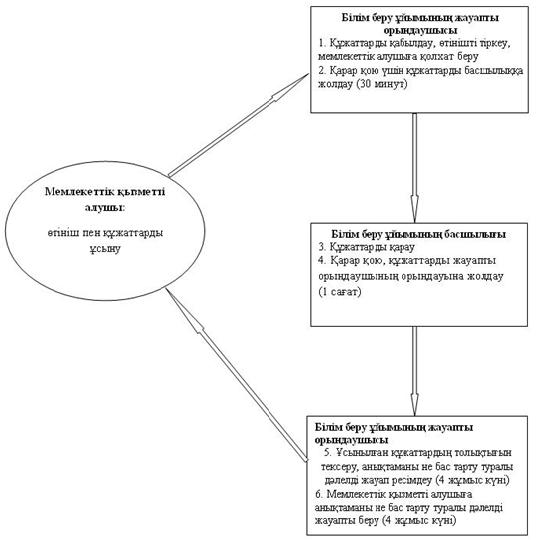 Білім беру ұйымының жауапты
орындаушысы
1. Құжаттарды қабылдау, өтінішті тіркеу,
мемлекеттік алушыға қолхат беру
2. Қарар қою үшін құжаттарды басшылыққа
жолдау (30 минут)
Мемлекеттік қызметті
алушы:
өтініш пен құжаттарды
ұсыну
Білім беру ұйымының басшылығы
3. Құжаттарды қарау
4. Қарар қою, құжаттарды жауапты
орындаушының орындауына жолдау
(1 сағат)
Білім беру ұйымының жауапты
орындаушысы
5. Ұсынылған құжаттардың толықтығын
тексеру, анықтаманы не бас тарту туралы
дәлелді жауап ресімдеу (4 жұмыс күні)
6. Мемлекеттік қызметті алушыға
анықтаманы не бас тарту туралы дәлелді
жауапты беру (4 жұмыс күні)